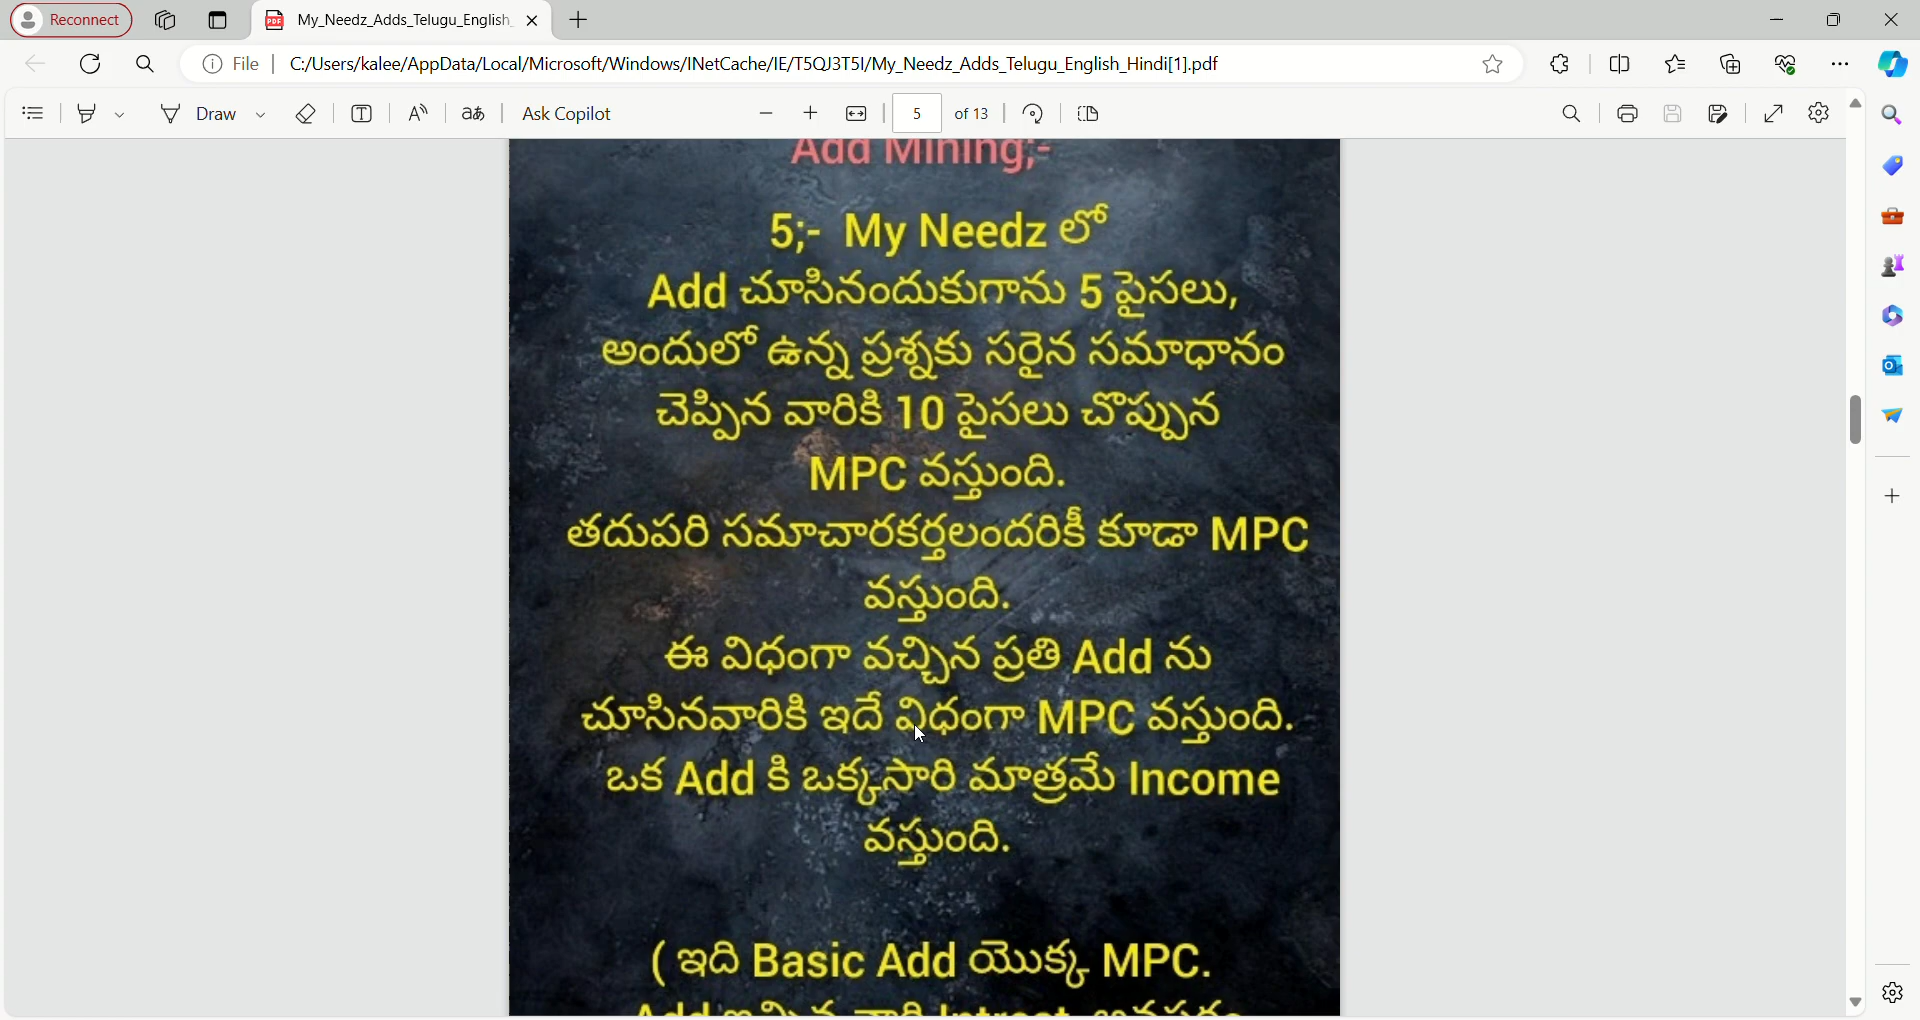 Reconnect
My_Needz_Adds_Telugu_English_
File
C:/Users/kalee/AppData/Local/Microsoft/Windows/INetCache/IE/T5QJ3T5I/My_Needz_Adds_Telugu_English_Hindi[1].pdf
Draw
Ask Copilot
5
of 13
Add Mining;-
5;- My Needz లో
Add చూసినందుకుగాను 5 పైసలు,
అందులో ఉన్న ప్రశ్నకు సరైన సమాధానం
చెప్పిన వారికి 10 పైసలు చొప్పున
MPC వస్తుంది.
తదుపరి సమాచారకర్తలందరికీ కూడా MPC
వస్తుంది.
ఈ విధంగా వచ్చిన ప్రతి Add ను
చూసినవారికి ఇదే విధంగా MPC వస్తుంది.
ఒక Add కి ఒక్కసారి మాత్రమే Income
వస్తుంది.
( ఇది Basic Add యొక్క MPC.